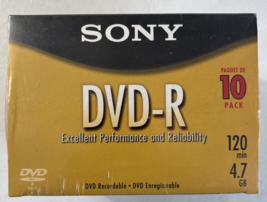 SONY
PAQUET DE
10
PACK
DVD-R
Excellent Performance and Reliability
120
min
4.7
GB
DVD
DVD Recordable • DVD Enregistrable